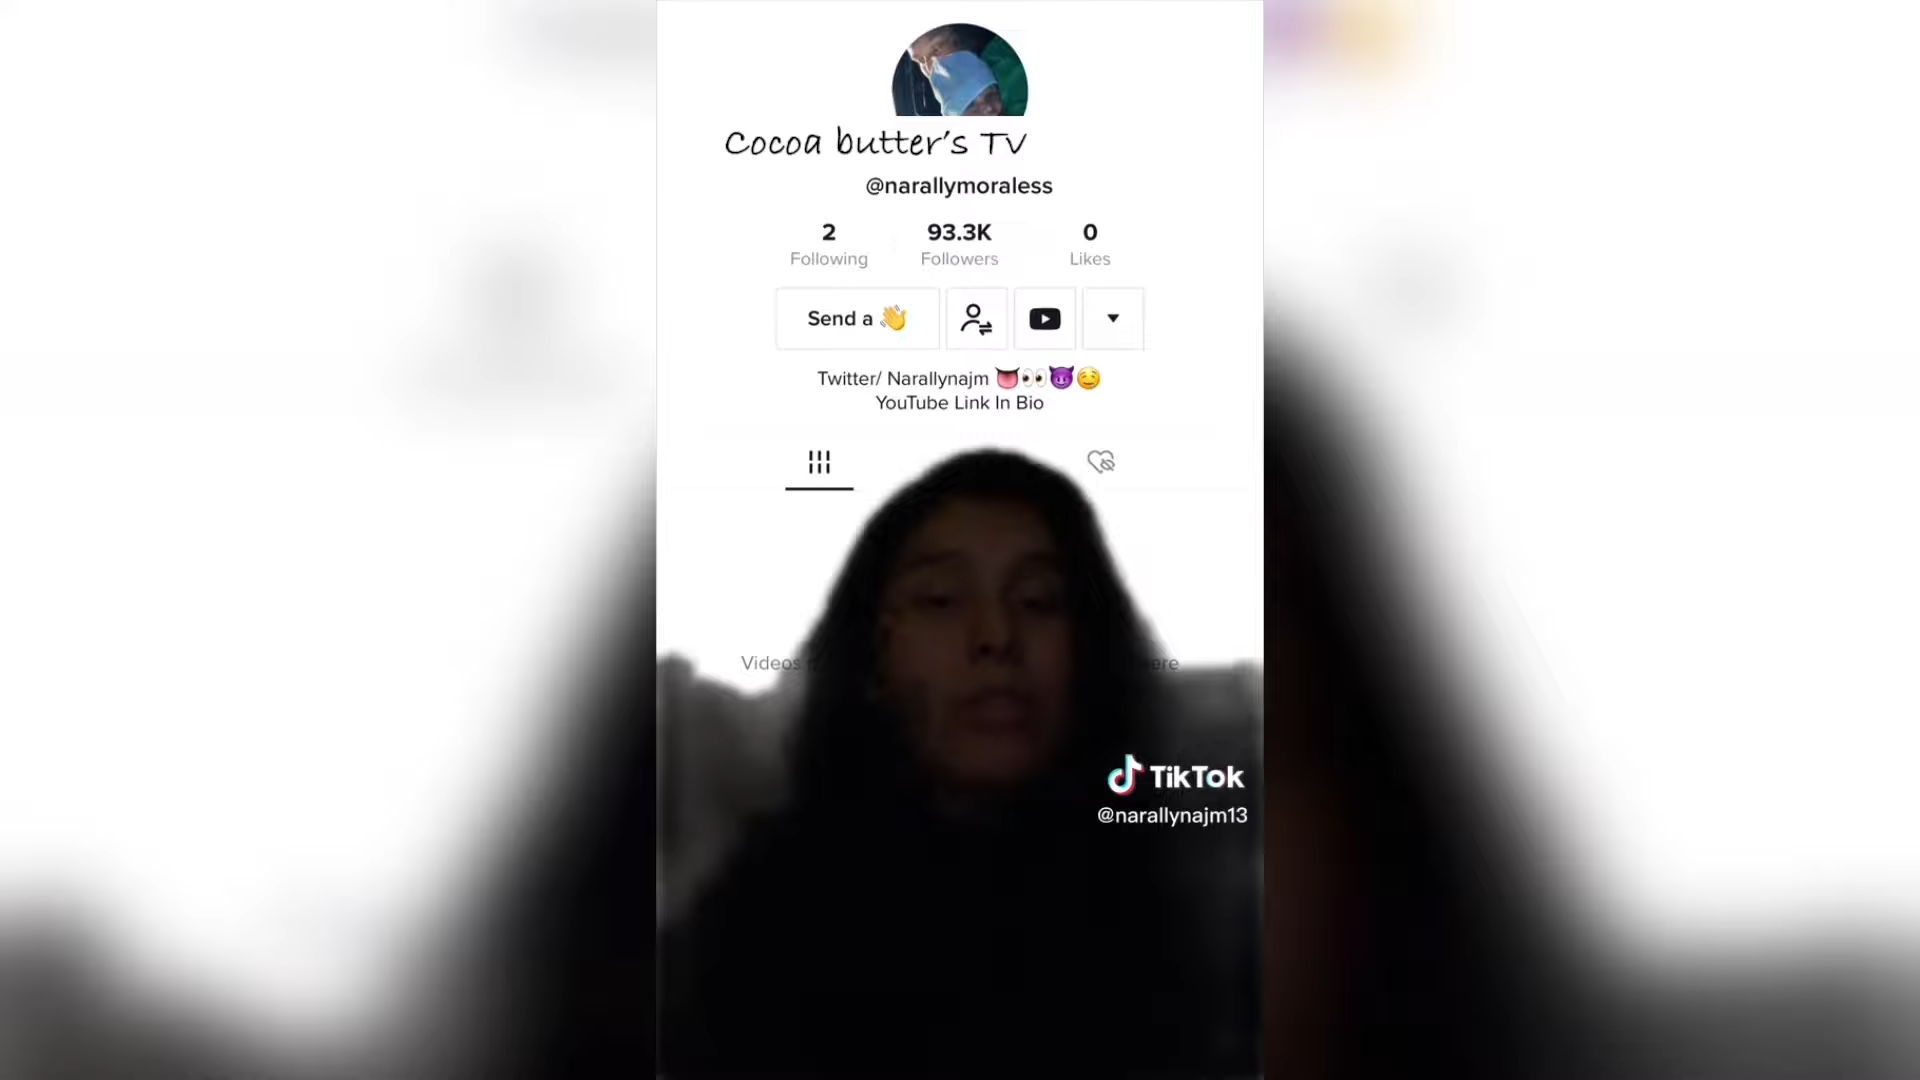 Cocoa butter's TV
@narallymoraless
2 93.3K 0
Following Followers Likes
Send a 👋
Twitter/ Narallynajm 👅👀😈🤤
YouTube Link In Bio
Videos
TikTok
@narallynajm13